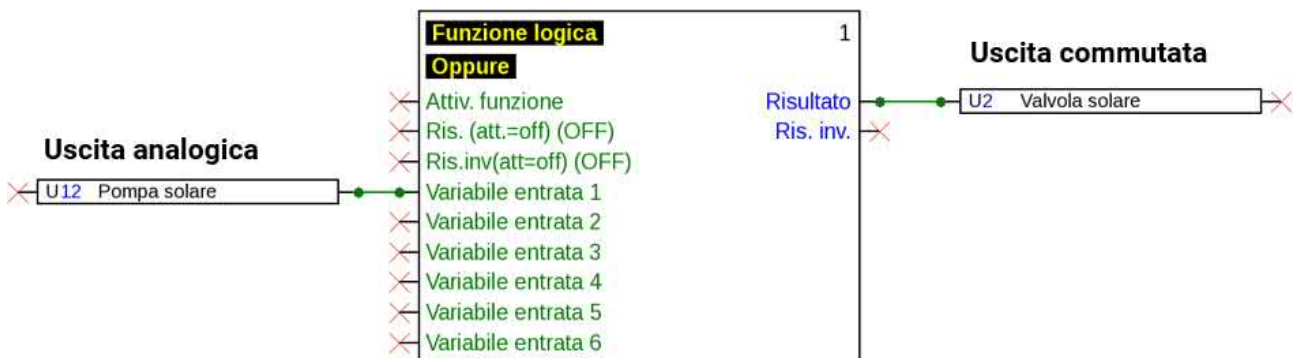 Funzione logica 1
Oppure
Uscita commutata
Attiv. funzione Risultato U2 Valvola solare
Ris. (att.=off) (OFF) Ris. inv.
Uscita analogica
Ris.inv(att=off) (OFF)
U12 Pompa solare Variabile entrata 1
Variabile entrata 2
Variabile entrata 3
Variabile entrata 4
Variabile entrata 5
Variabile entrata 6